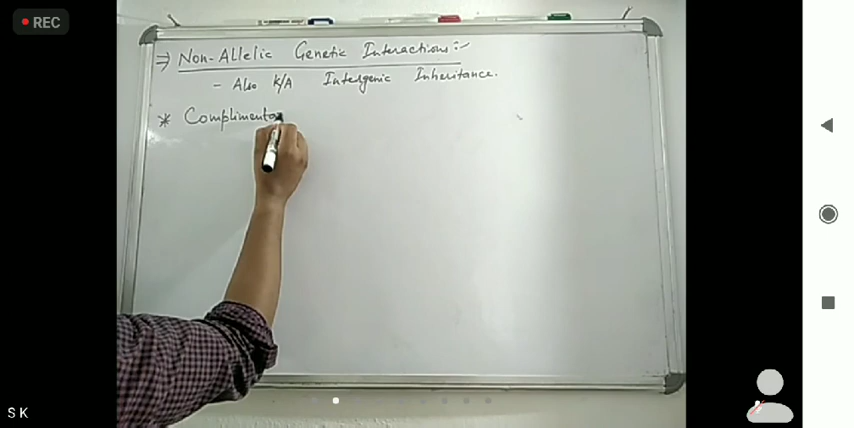 REC
⇒ Non-Allelic Genetic Interactions:-
- Also K/A Intergenic Inheritance.
* Complimenta
S K